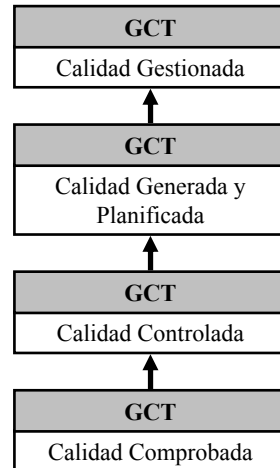 GCT
Calidad Gestionada
GCT
Calidad Generada y
Planificada
GCT
Calidad Controlada
GCT
Calidad Comprobada